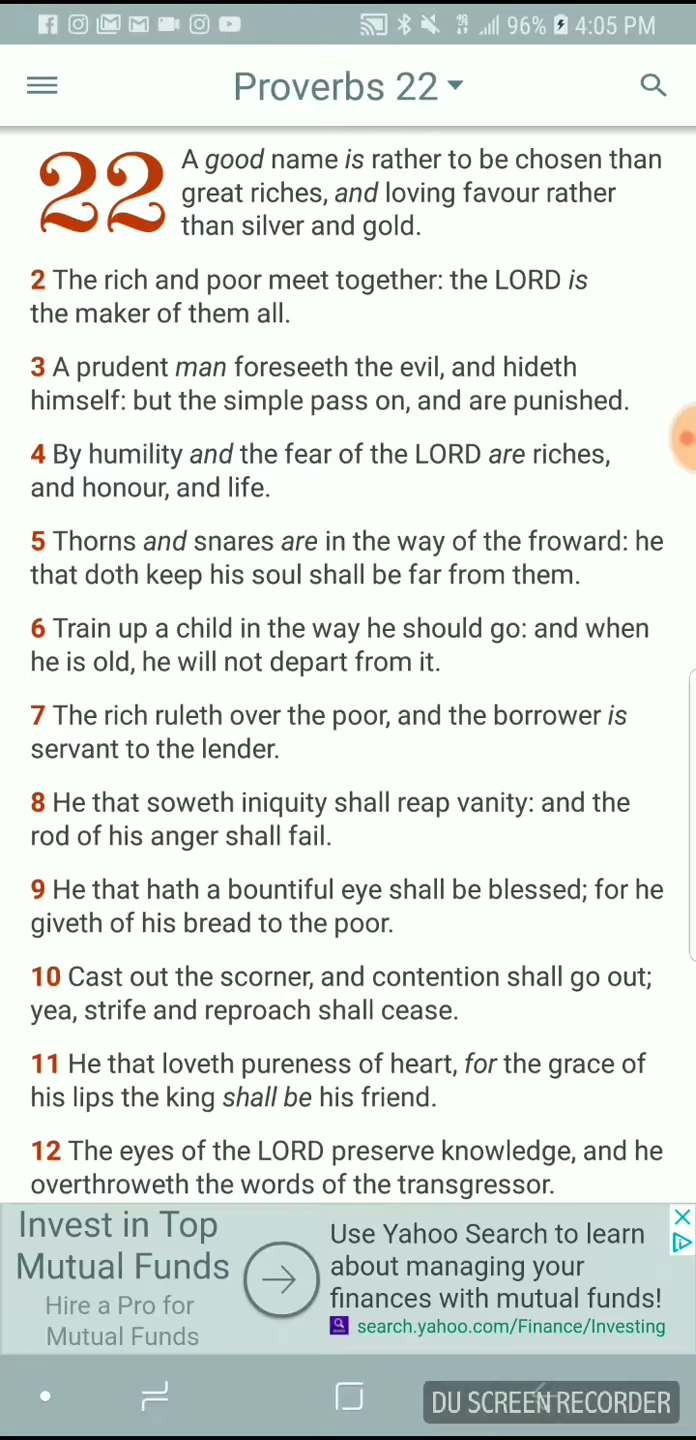 96% 4:05 PM
Proverbs 22
22 A good name is rather to be chosen than
great riches, and loving favour rather
than silver and gold.
2 The rich and poor meet together: the LORD is
the maker of them all.
3 A prudent man foreseeth the evil, and hideth
himself: but the simple pass on, and are punished.
4 By humility and the fear of the LORD are riches,
and honour, and life.
5 Thorns and snares are in the way of the froward: he
that doth keep his soul shall be far from them.
6 Train up a child in the way he should go: and when
he is old, he will not depart from it.
7 The rich ruleth over the poor, and the borrower is
servant to the lender.
8 He that soweth iniquity shall reap vanity: and the
rod of his anger shall fail.
9 He that hath a bountiful eye shall be blessed; for he
giveth of his bread to the poor.
10 Cast out the scorner, and contention shall go out;
yea, strife and reproach shall cease.
11 He that loveth pureness of heart, for the grace of
his lips the king shall be his friend.
12 The eyes of the LORD preserve knowledge, and he
overthroweth the words of the transgressor.
Invest in Top
Mutual Funds
Hire a Pro for
Mutual Funds
Use Yahoo Search to learn
about managing your
finances with mutual funds!
search.yahoo.com/Finance/Investing
DU SCREEN RECORDER